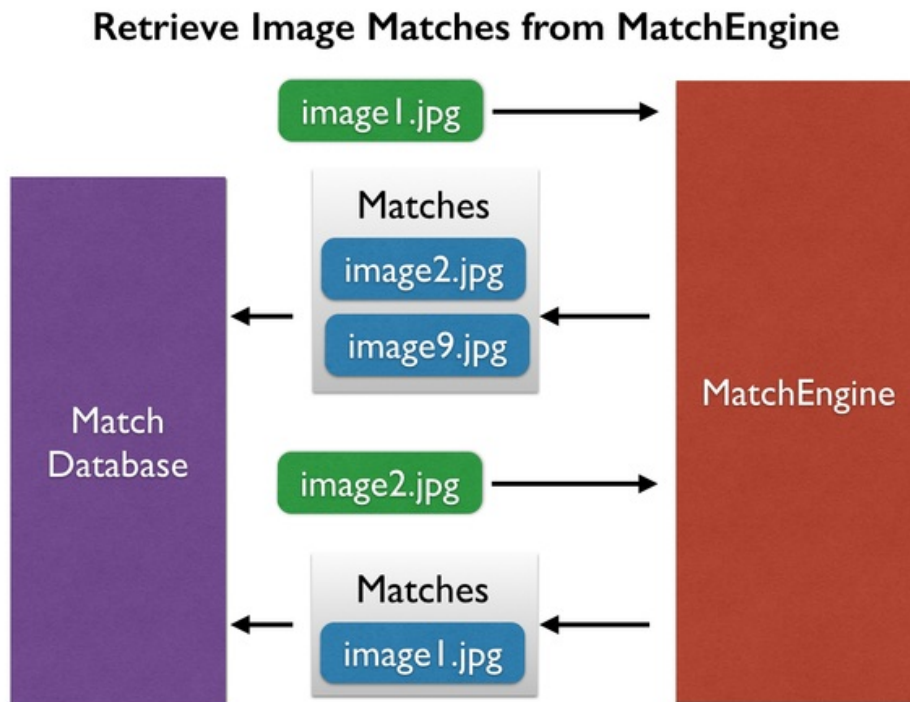 Retrieve Image Matches from MatchEngine
image1.jpg
Matches
image2.jpg
image9.jpg
MatchEngine
Match
Database
image2.jpg
Matches
image1.jpg